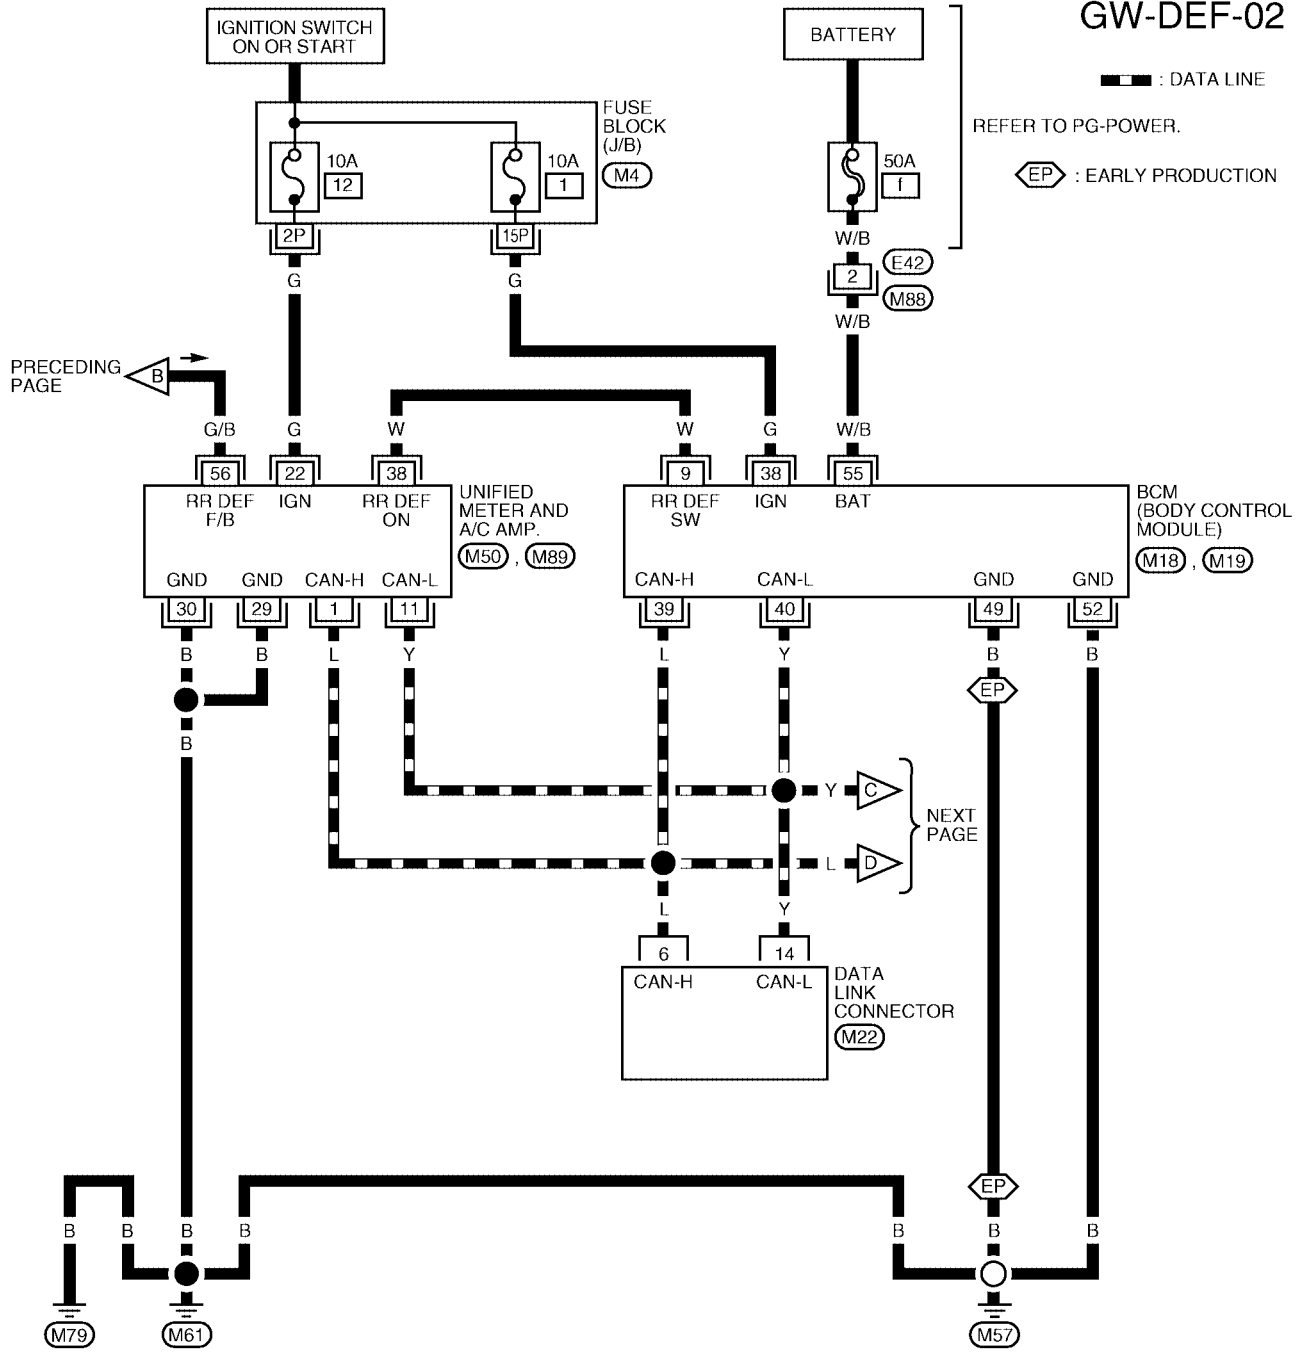 GW-DEF-02
IGNITION SWITCH
ON OR START
BATTERY
: DATA LINE
REFER TO PG-POWER.
EP : EARLY PRODUCTION
FUSE
BLOCK
(J/B)
M4
10A
12
10A
1
50A
f
2P
15P
W/B
G
G
2
E42
M88
W/B
PRECEDING
PAGE
B
G/B
G
W
W
G
W/B
56
22
38
9
38
55
RR DEF
F/B
IGN
RR DEF
ON
UNIFIED
METER AND
A/C AMP.
M50 , M89
RR DEF
SW
IGN
BAT
BCM
(BODY CONTROL
MODULE)
M18 , M19
GND
GND
CAN-H
CAN-L
CAN-H
CAN-L
GND
GND
30
29
1
11
39
40
49
52
B
B
L
Y
L
Y
B
B
EP
B
Y
C
L
D
NEXT
PAGE
L
Y
6
14
CAN-H
CAN-L
DATA
LINK
CONNECTOR
M22
EP
B
B
B
B
B
B
B
M79
M61
M57